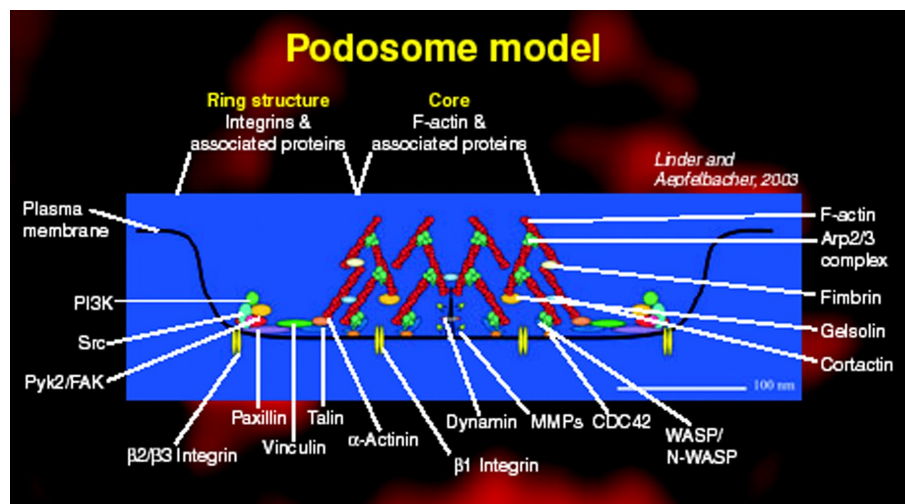 Podosome model
Ring structure
Integrins &
associated proteins
Core
F-actin &
associated proteins
Linder and
Aepfelbacher, 2003
Plasma
membrane
PI3K
Src
Pyk2/FAK
F-actin
Arp2/3
complex
Fimbrin
Gelsolin
Cortactin
100 nm
Paxillin
Talin
Dynamin
MMPs
CDC42
β2/β3 Integrin
Vinculin
α-Actinin
β1 Integrin
WASP/
N-WASP